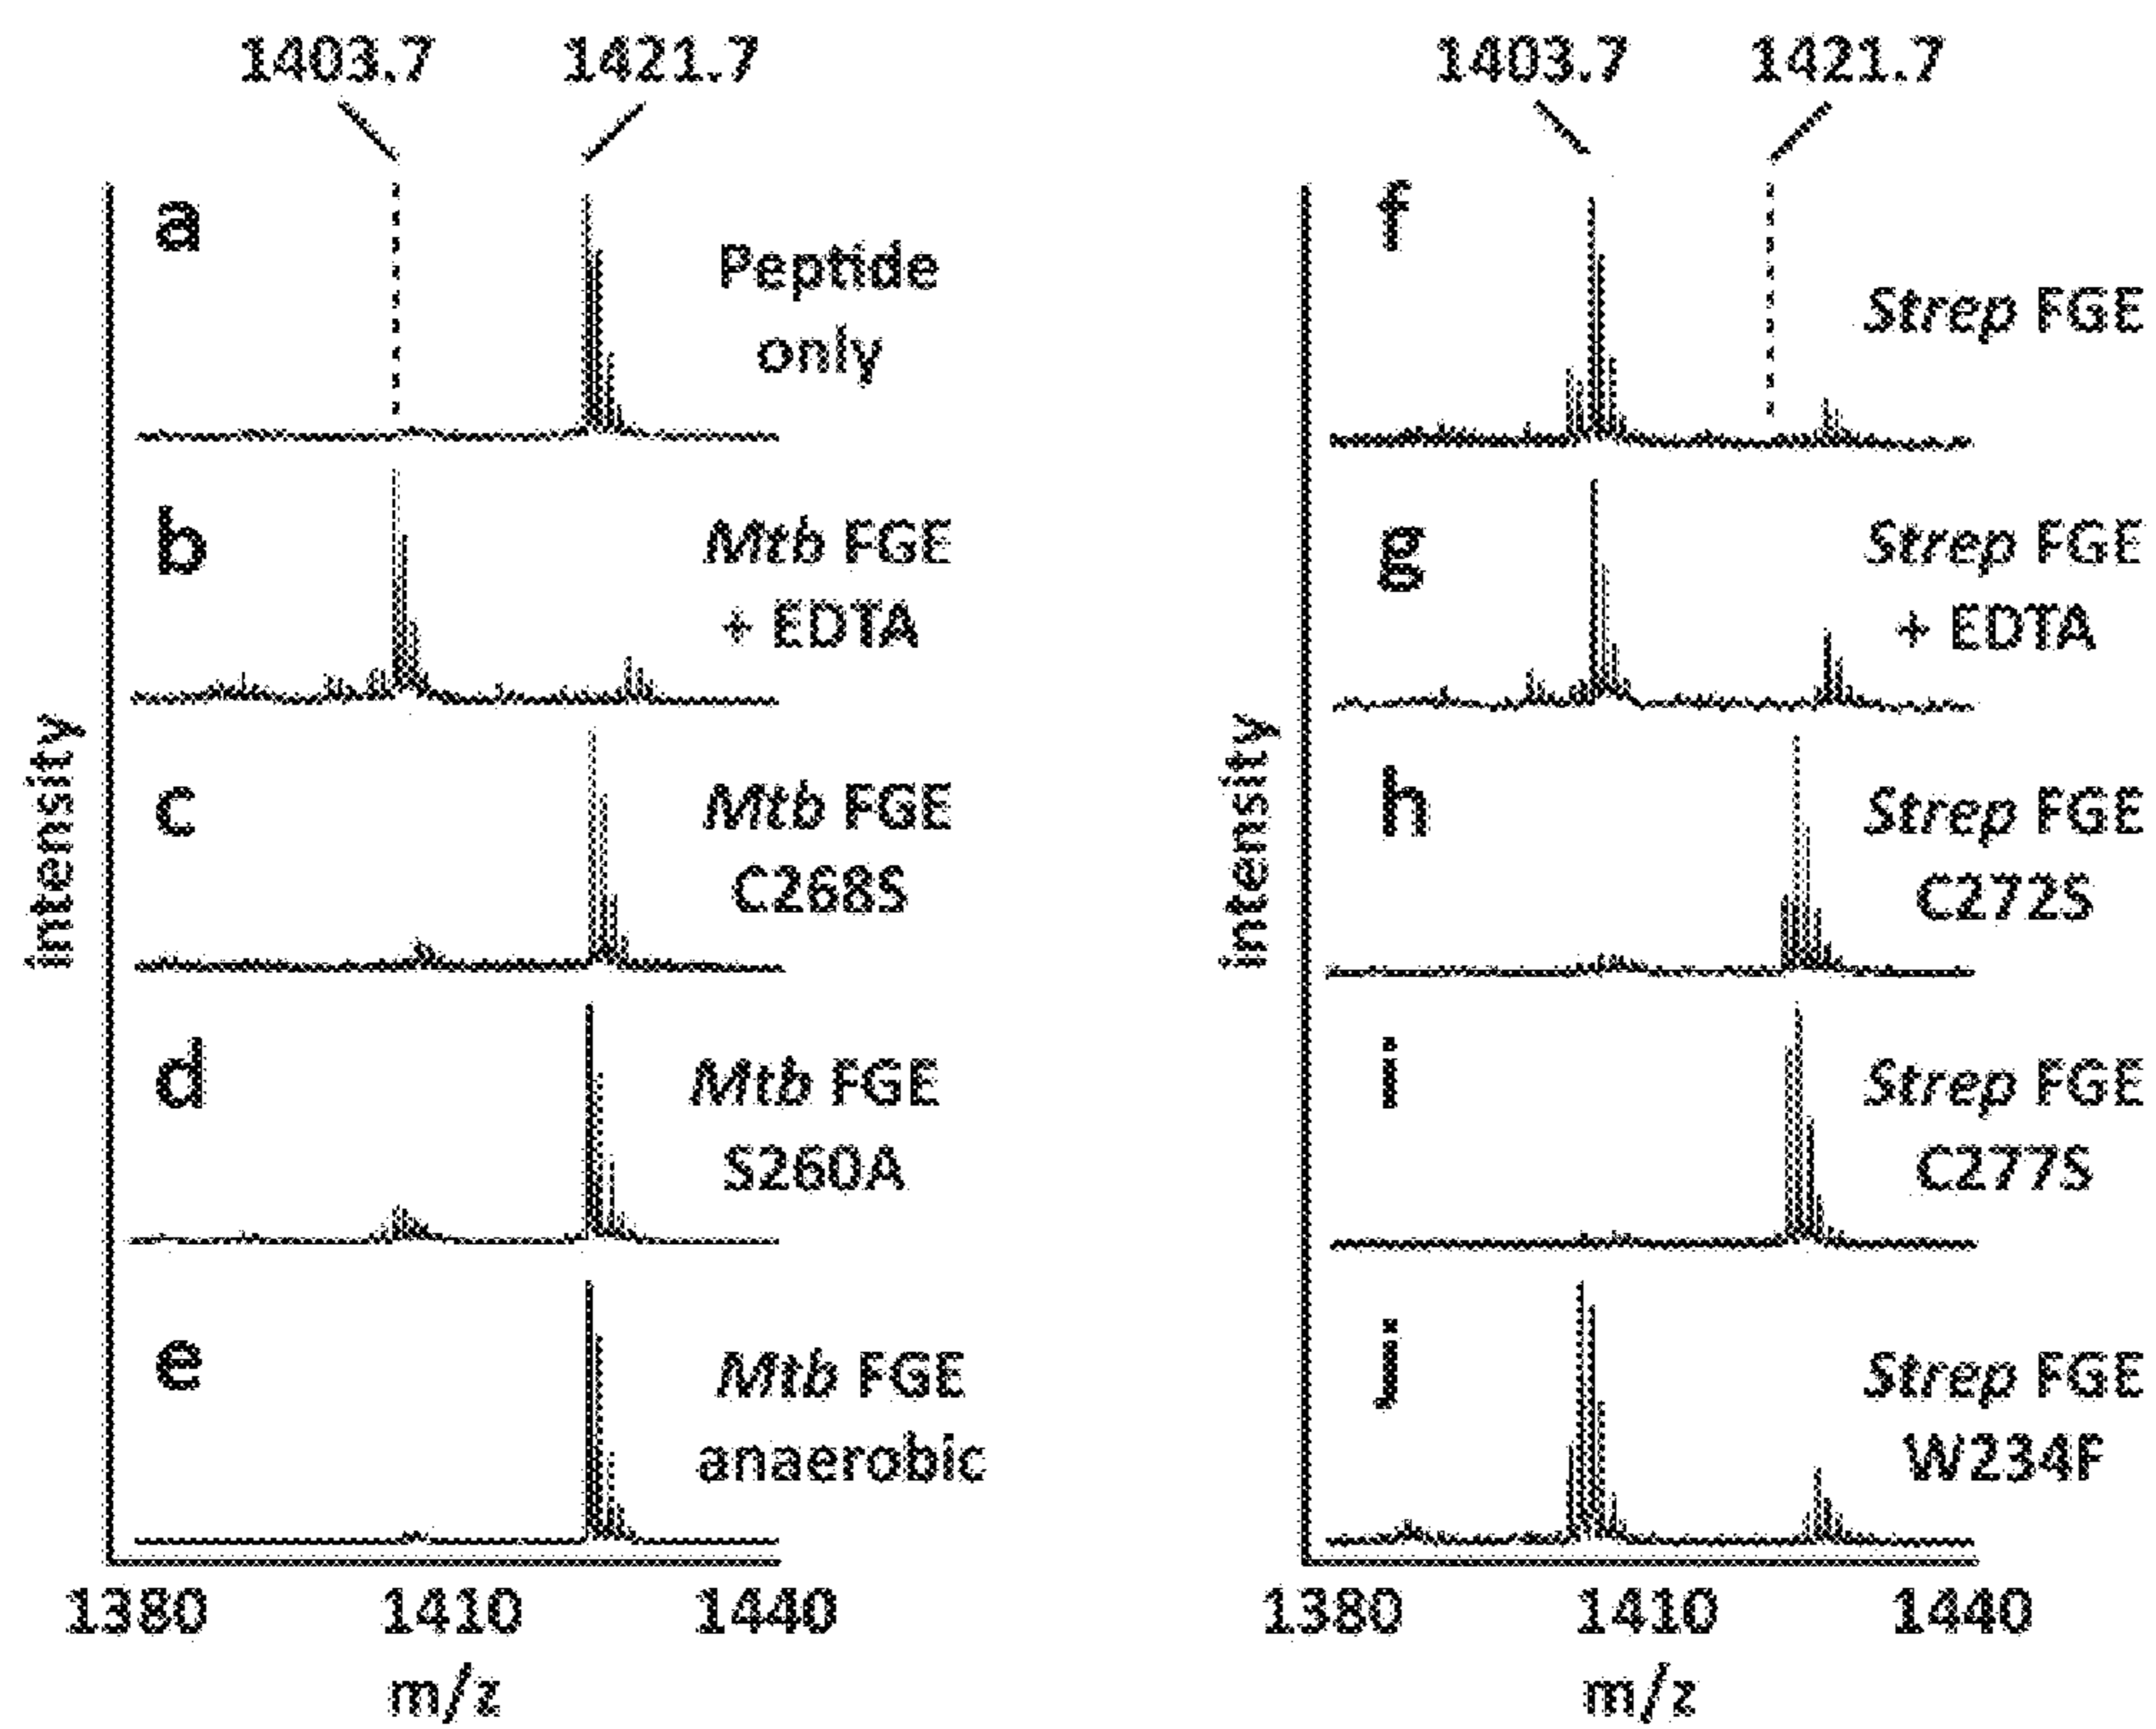 1403.7 1421.7
a
Peptide
only
b
Mtb FGE
+ EDTA
c
Mtb FGE
C268S
d
Mtb FGE
S260A
e
Mtb FGE
anaerobic
Intensity
1380 1410 1440
m/z
1403.7 1421.7
f
Strep FGE
g
Strep FGE
+ EDTA
h
Strep FGE
C272S
i
Strep FGE
C277S
j
Strep FGE
W234F
Intensity
1380 1410 1440
m/z